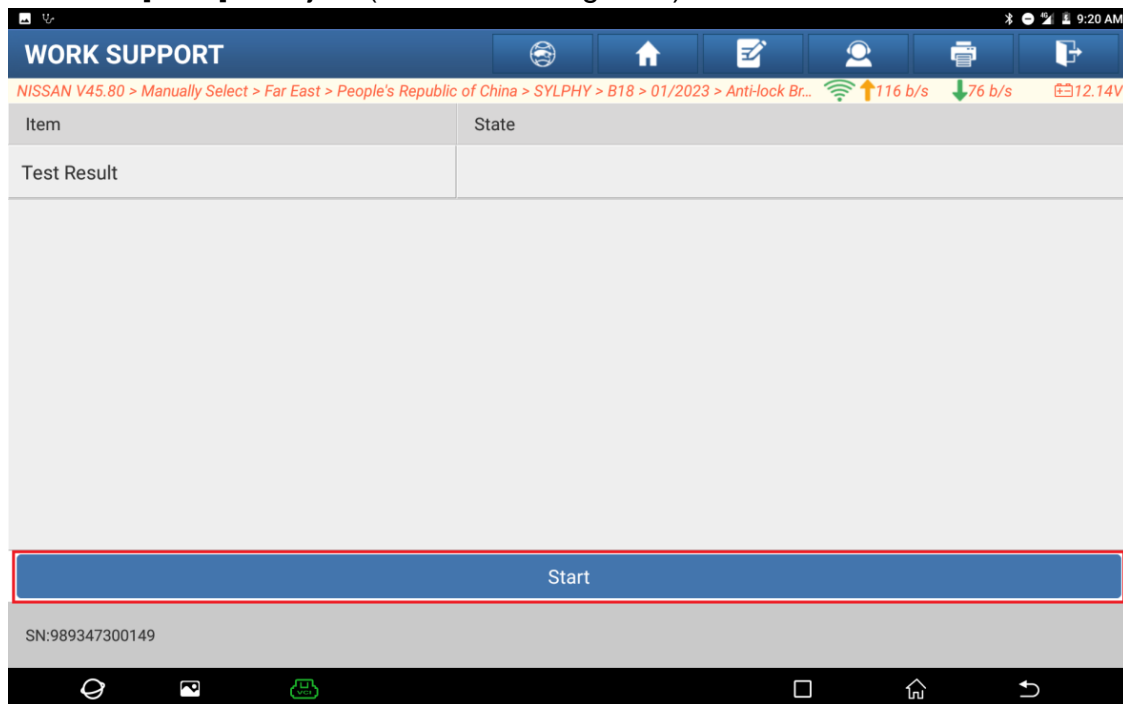 9:20 AM
WORK SUPPORT
NISSAN V45.80 > Manually Select > Far East > People's Republic of China > SYLPHY > B18 > 01/2023 > Anti-lock Br... 116 b/s 76 b/s 12.14V
Item State
Test Result
Start
SN:989347300149
VCI